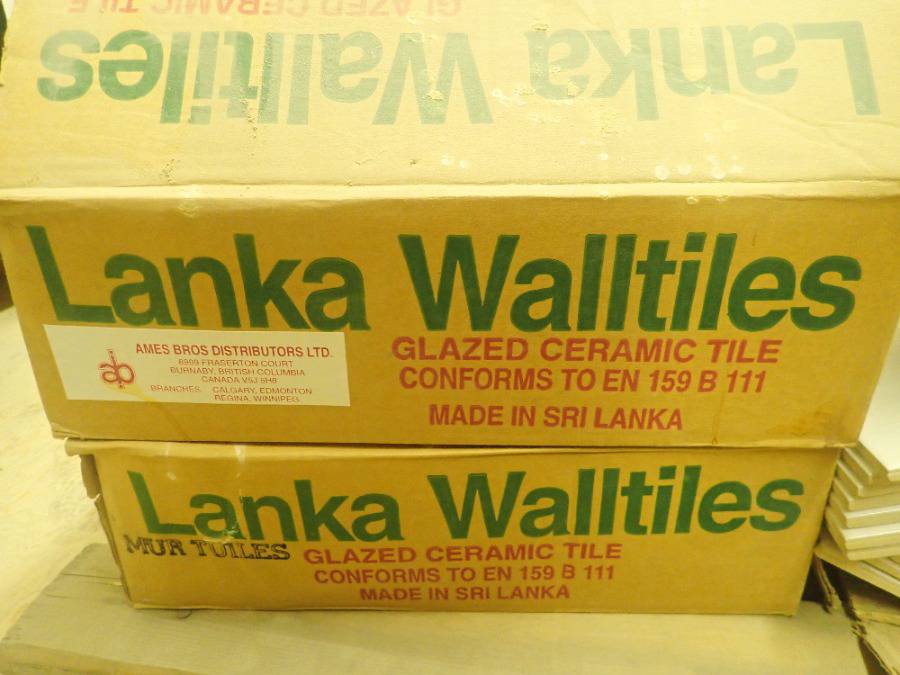 GLAZED CERAMIC TILE
Lanka Walltiles
Lanka Walltiles
GLAZED CERAMIC TILE
CONFORMS TO EN 159 B 111
MADE IN SRI LANKA
ab
AMES BROS DISTRIBUTORS LTD.
8999 FRASERTON COURT
BURNABY, BRITISH COLUMBIA
CANADA V5J 5H8
BRANCHES CALGARY, EDMONTON
REGINA, WINNIPEG
Lanka Walltiles
MUR TUILES
GLAZED CERAMIC TILE
CONFORMS TO EN 159 B 111
MADE IN SRI LANKA